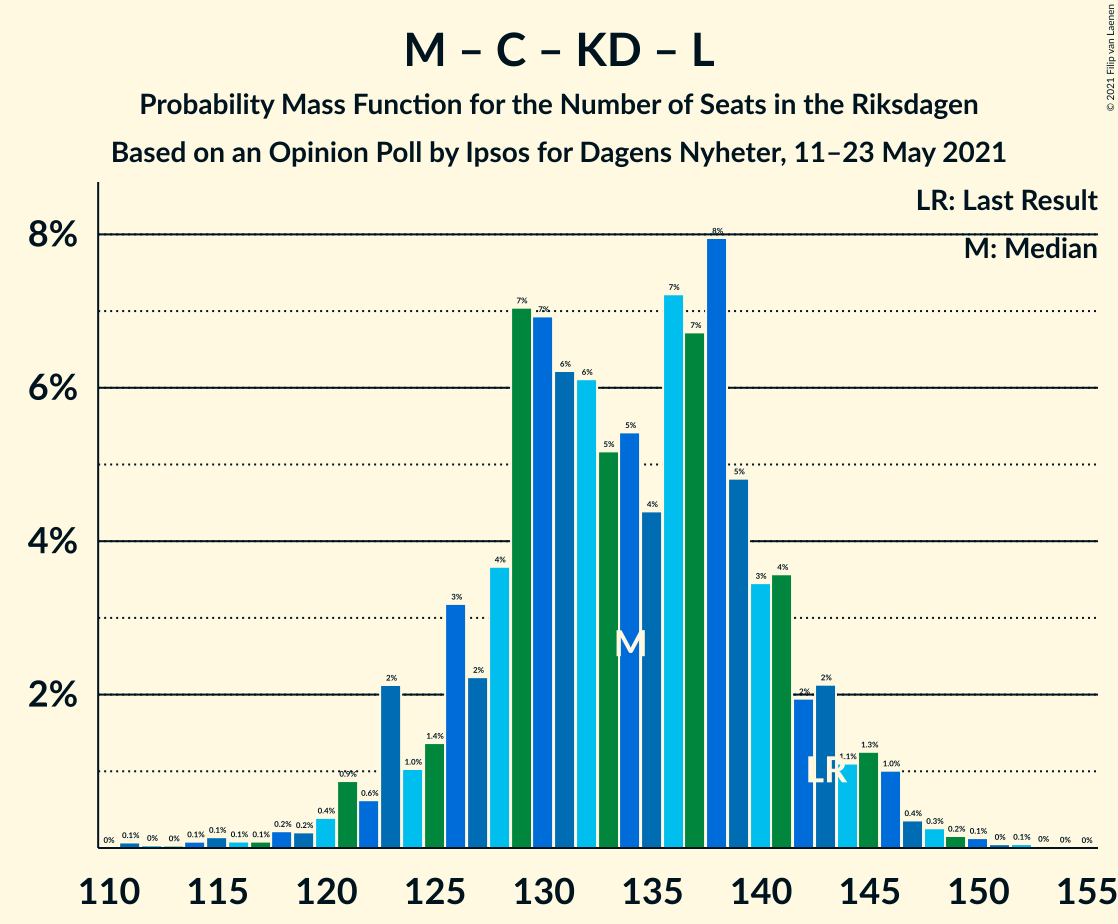 M – C – KD – L
Probability Mass Function for the Number of Seats in the Riksdagen
Based on an Opinion Poll by Ipsos for Dagens Nyheter, 11–23 May 2021
© 2021 Filip van Laenen
LR: Last Result
M: Median
8%
6%
4%
2%
0% 0.1% 0% 0% 0.1% 0.1% 0.1% 0.1% 0.2% 0.2% 0.4% 0.9% 0.6% 2% 1.0% 1.4% 3% 2% 4% 7% 7% 6% 6% 5% 5% 4% 7% 7% 8% 5% 3% 4% 2% 2% 1.1% 1.3% 1.0% 0.4% 0.3% 0.2% 0.1% 0% 0.1% 0% 0% 0%
M
LR
110 115 120 125 130 135 140 145 150 155